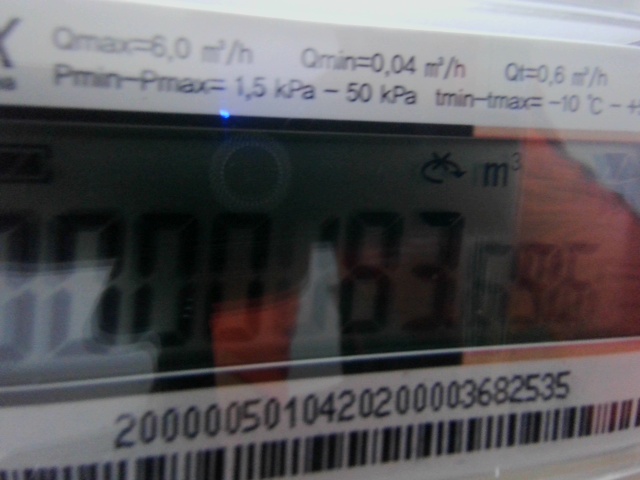 Qmax=6,0 m³/h Qmin=0,04 m³/h Qt=0,6 m³/h
Pmin-Pmax= 1,5 kPa - 50 kPa tmin-tmax= -10 °C - +
m³
2000005010420200003682535